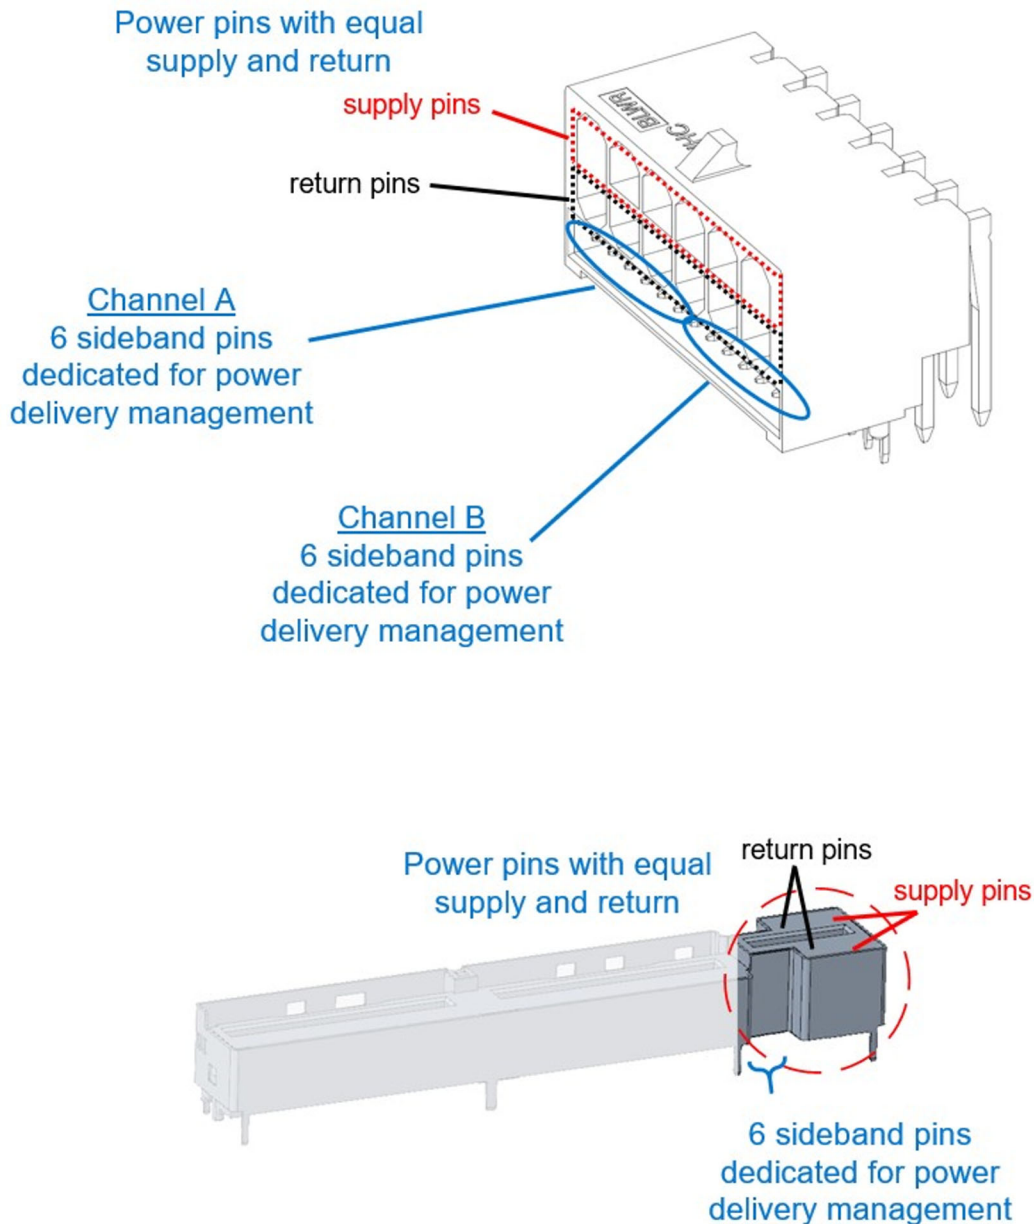 Power pins with equal
supply and return
supply pins
return pins
BLWR
Channel A
6 sideband pins
dedicated for power
delivery management
Channel B
6 sideband pins
dedicated for power
delivery management
Power pins with equal
supply and return
return pins
supply pins
6 sideband pins
dedicated for power
delivery management